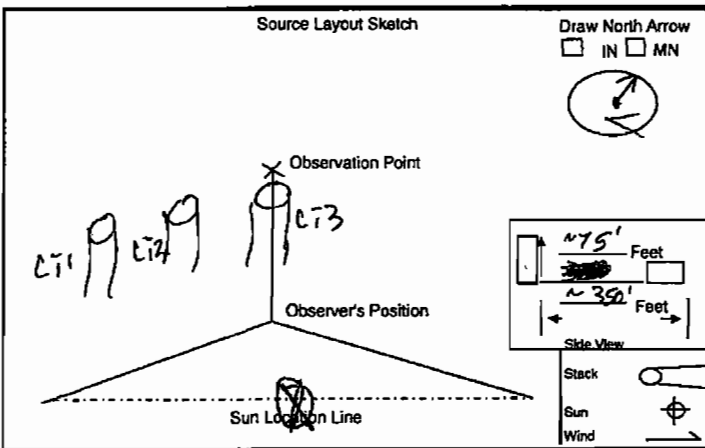 Source Layout Sketch
Draw North Arrow
IN MN
Observation Point
CT1 CT2 CT3
~75' Feet
~350' Feet
Observer's Position
Side View
Stack
Sun
Wind
Sun Location Line